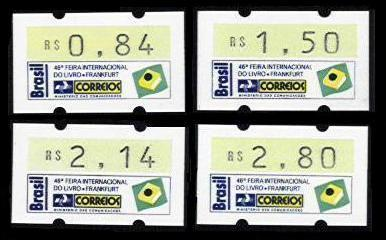 R$ 0,84
Brasil
46ª FEIRA INTERNACIONAL
DO LIVRO • FRANKFURT
CORREIOS
MINISTÉRIO DAS COMUNICAÇÕES
R$ 1,50
Brasil
46ª FEIRA INTERNACIONAL
DO LIVRO • FRANKFURT
CORREIOS
MINISTÉRIO DAS COMUNICAÇÕES
R$ 2,14
Brasil
46ª FEIRA INTERNACIONAL
DO LIVRO • FRANKFURT
CORREIOS
MINISTÉRIO DAS COMUNICAÇÕES
R$ 2,80
Brasil
46ª FEIRA INTERNACIONAL
DO LIVRO • FRANKFURT
CORREIOS
MINISTÉRIO DAS COMUNICAÇÕES